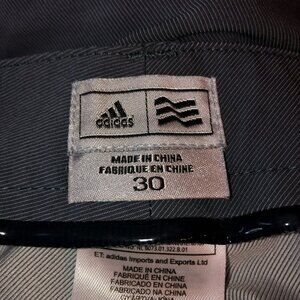 adidas
MADE IN CHINA
FABRIQUE EN CHINE
30
ET: adidas Imports and Exports Ltd
MADE IN CHINA
FABRIQUÉ EN CHINE
FABRICADO EN CHINA
FABRICADO NA CHINA